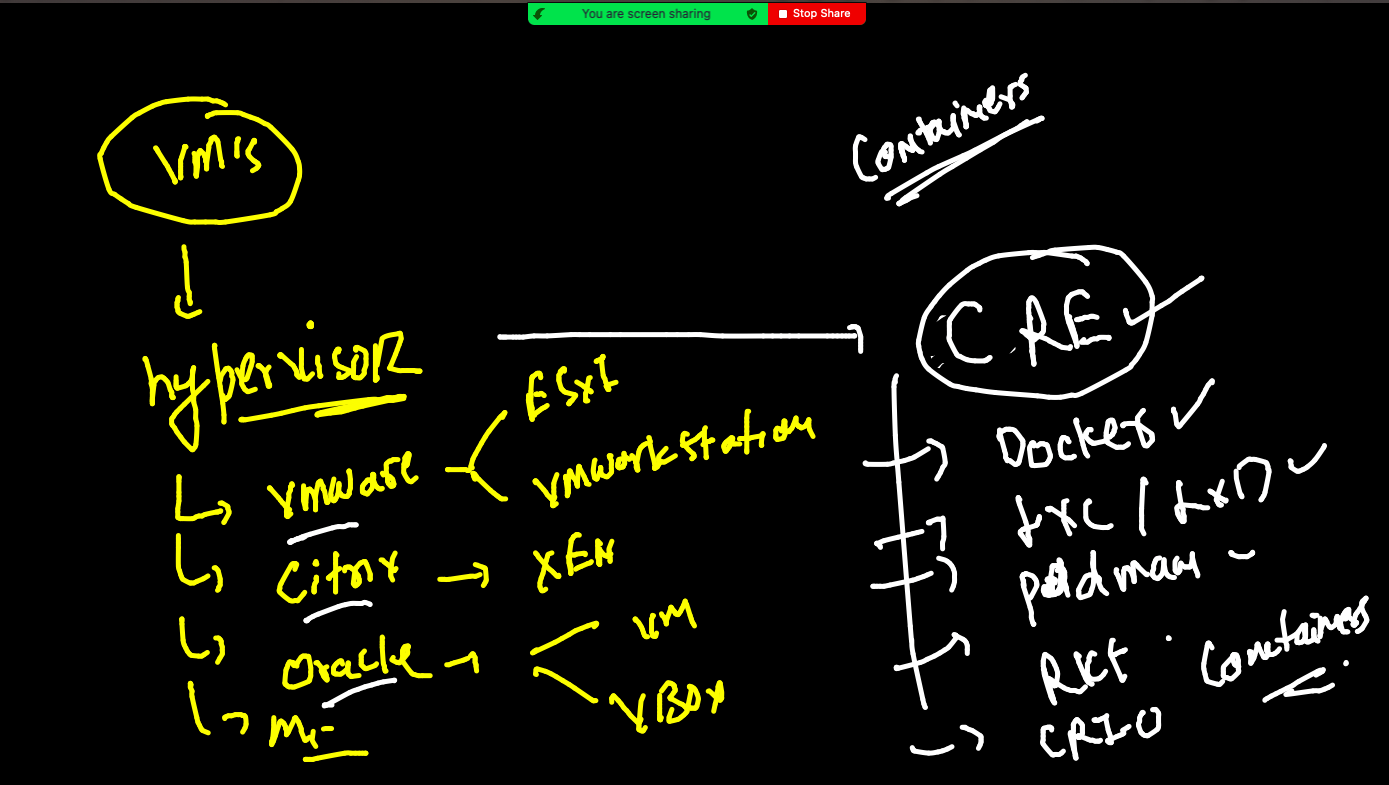 You are screen sharing Stop Share
VM's
Containers
hypervisor
CRE
vmware
ESXI
vmworkstation
Citrix
XEN
Oracle
VM
VBOX
Docker
LXC / LXD
podman
RKT
Containers
CRI-O